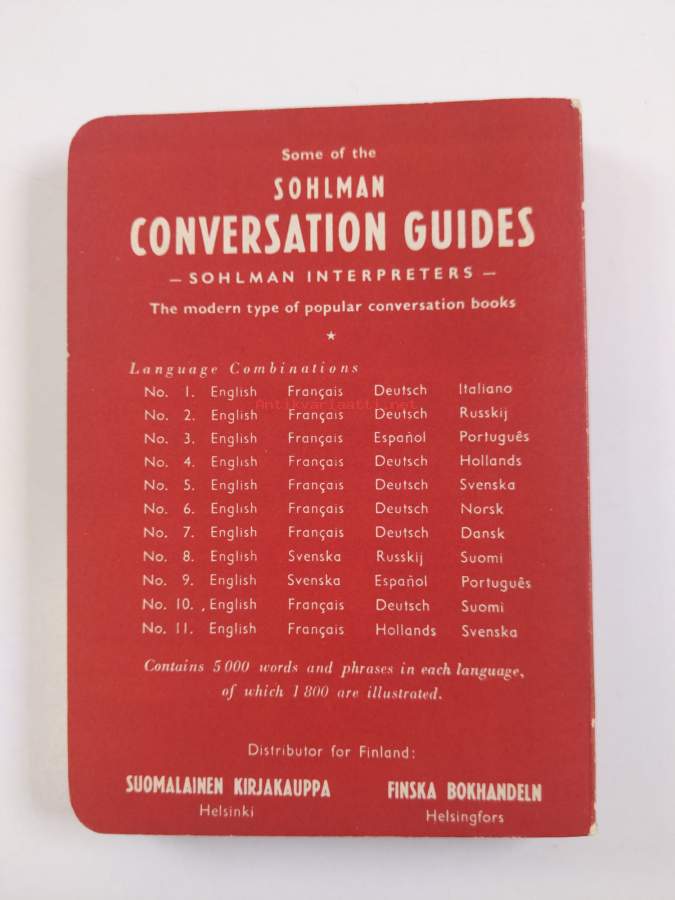 Some of the
SOHLMAN
CONVERSATION GUIDES
— SOHLMAN INTERPRETERS —
The modern type of popular conversation books
★
Language Combinations
No. 1. English Français Deutsch Italiano
Antikvariaatti.net
No. 2. English Français Deutsch Russkij
No. 3. English Français Español Português
No. 4. English Français Deutsch Hollands
No. 5. English Français Deutsch Svenska
No. 6. English Français Deutsch Norsk
No. 7. English Français Deutsch Dansk
No. 8. English Svenska Russkij Suomi
No. 9. English Svenska Español Português
No. 10. English Français Deutsch Suomi
No. 11. English Français Hollands Svenska
Contains 5 000 words and phrases in each language,
of which 1 800 are illustrated.
Distributor for Finland:
SUOMALAINEN KIRJAKAUPPA FINSKA BOKHANDELN
Helsinki Helsingfors